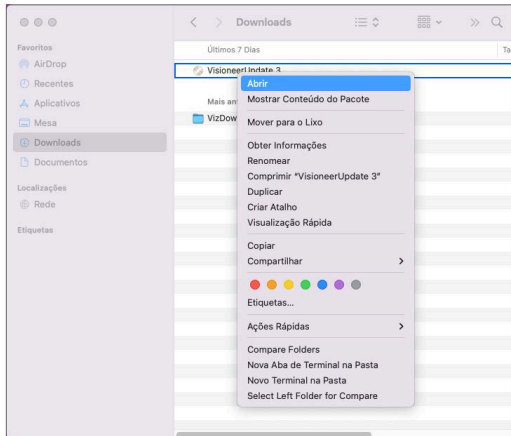 Downloads
Favoritos
AirDrop
Recentes
Aplicativos
Mesa
Downloads
Documentos
Localizações
Rede
Etiquetas
Últimos 7 Dias
Ta
VisioneerUpdate 3
Mais an
VizDow
Abrir
Mostrar Conteúdo do Pacote
Mover para o Lixo
Obter Informações
Renomear
Comprimir "VisioneerUpdate 3"
Duplicar
Criar Atalho
Visualização Rápida
Copiar
Compartilhar
Etiquetas...
Ações Rápidas
Compare Folders
Nova Aba de Terminal na Pasta
Novo Terminal na Pasta
Select Left Folder for Compare